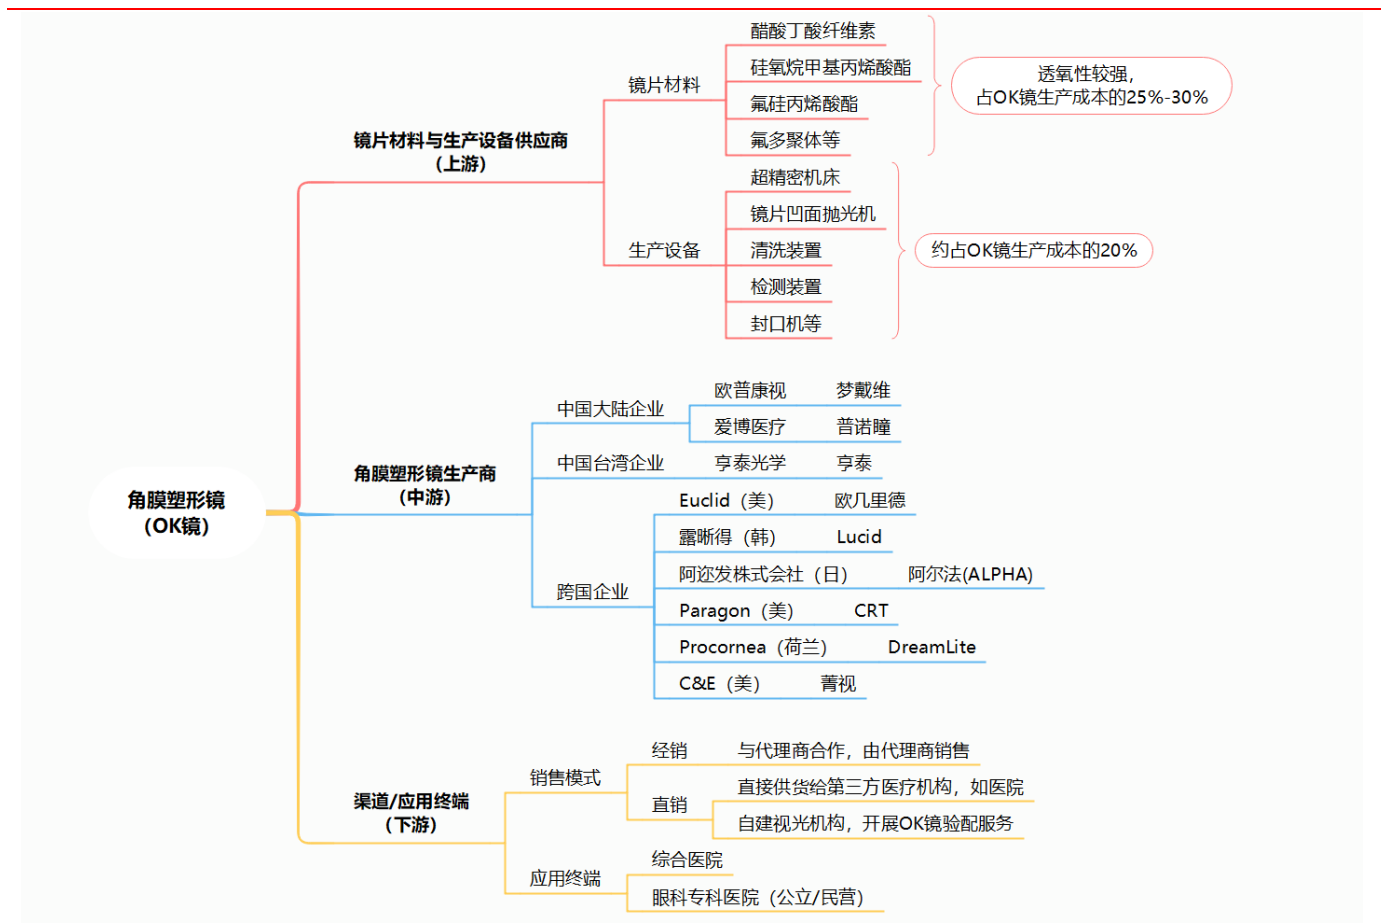 角膜塑形镜
（OK镜）
镜片材料与生产设备供应商
（上游）
镜片材料
醋酸丁酸纤维素
硅氧烷甲基丙烯酸酯
氟硅丙烯酸酯
氟多聚体等
透氧性较强，
占OK镜生产成本的25%-30%
生产设备
超精密机床
镜片凹面抛光机
清洗装置
检测装置
封口机等
约占OK镜生产成本的20%
角膜塑形镜生产商
（中游）
中国大陆企业
欧普康视 梦戴维
爱博医疗 普诺瞳
中国台湾企业
亨泰光学 亨泰
跨国企业
Euclid（美） 欧几里德
露晰得（韩） Lucid
阿迩发株式会社（日） 阿尔法(ALPHA)
Paragon（美） CRT
Procornea（荷兰） DreamLite
C&E（美） 菁视
渠道/应用终端
（下游）
销售模式
经销 与代理商合作，由代理商销售
直销
直接供货给第三方医疗机构，如医院
自建视光机构，开展OK镜验配服务
应用终端
综合医院
眼科专科医院（公立/民营）